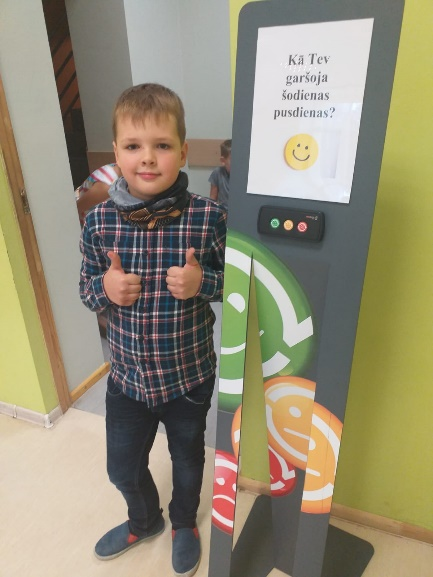 Kā Tev
garšoja
šodienas
pusdienas?